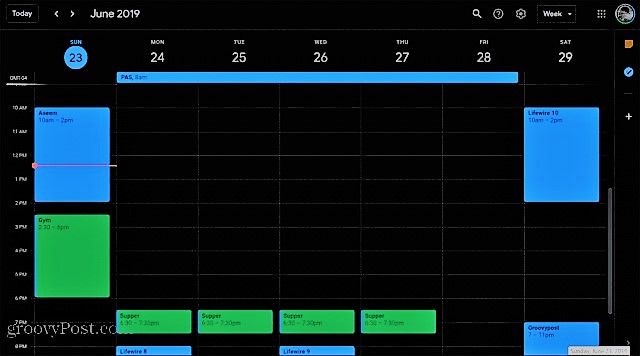 Today
June 2019
Week
SUN
MON
TUE
WED
THU
FRI
SAT
23
24
25
26
27
28
29
GMT-04
PAS, 8am
10 AM
11 AM
12 PM
1 PM
2 PM
3 PM
4 PM
5 PM
6 PM
7 PM
8 PM
Aseem
10am – 2pm
Lifewire 10
10am – 2pm
Gym
2:30 – 6pm
Supper
6:30 – 7:30pm
Supper
6:30 – 7:30pm
Supper
6:30 – 7:30pm
Supper
6:30 – 7:30pm
Lifewire 8
Lifewire 9
Groovypost
7 – 11pm
groovyPost.com